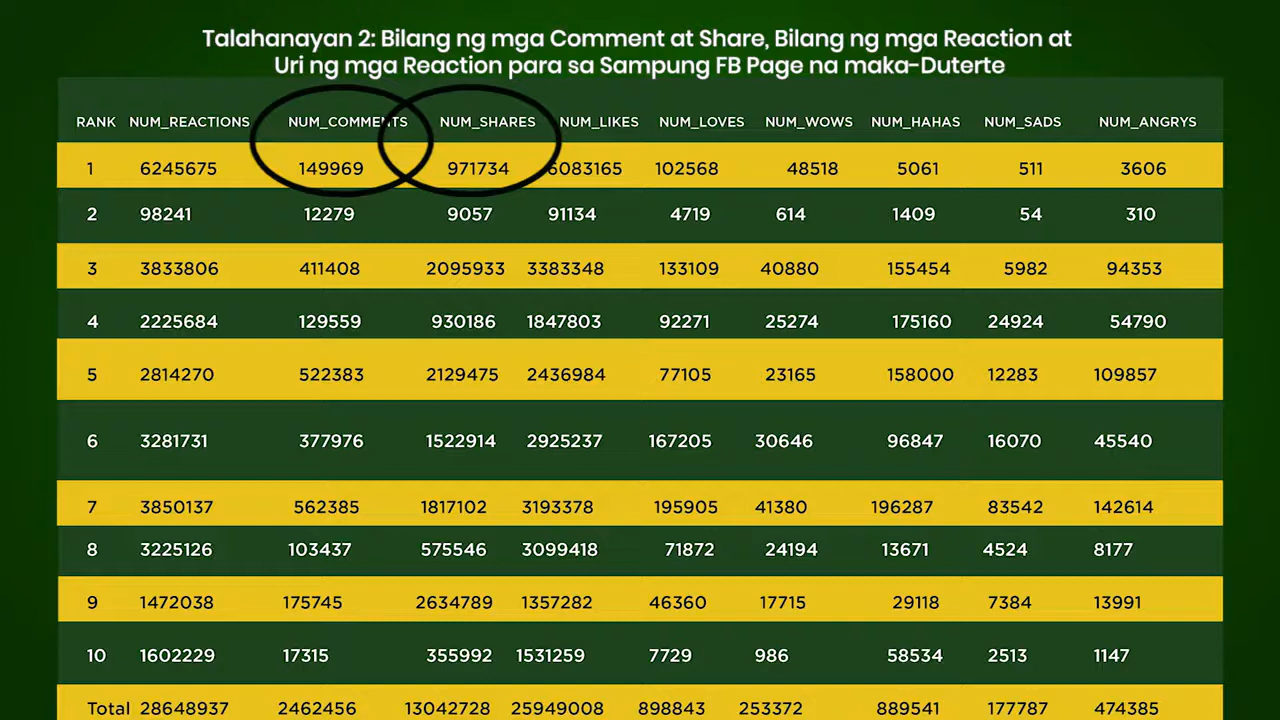 Talahanayan 2: Bilang ng mga Comment at Share, Bilang ng mga Reaction at
Uri ng mga Reaction para sa Sampung FB Page na maka-Duterte
RANK NUM_REACTIONS NUM_COMMENTS NUM_SHARES NUM_LIKES NUM_LOVES NUM_WOWS NUM_HAHAS NUM_SADS NUM_ANGRYS
1 6245675 149969 971734 6083165 102568 48518 5061 511 3606
2 98241 12279 9057 91134 4719 614 1409 54 310
3 3833806 411408 2095933 3383348 133109 40880 155454 5982 94353
4 2225684 129559 930186 1847803 92271 25274 175160 24924 54790
5 2814270 522383 2129475 2436984 77105 23165 158000 12283 109857
6 3281731 377976 1522914 2925237 167205 30646 96847 16070 45540
7 3850137 562385 1817102 3193378 195905 41380 196287 83542 142614
8 3225126 103437 575546 3099418 71872 24194 13671 4524 8177
9 1472038 175745 2634789 1357282 46360 17715 29118 7384 13991
10 1602229 17315 355992 1531259 7729 986 58534 2513 1147
Total 28648937 2462456 13042728 25949008 898843 253372 889541 177787 474385